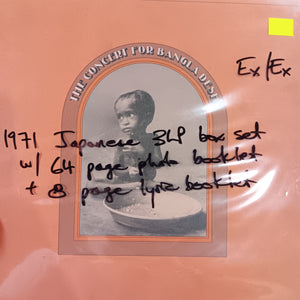 Ex/Ex
THE CONCERT FOR BANGLA DESH
1971 Japanese 3LP box set
w/ 64 page photo booklet
+ 8 page lyric booklet